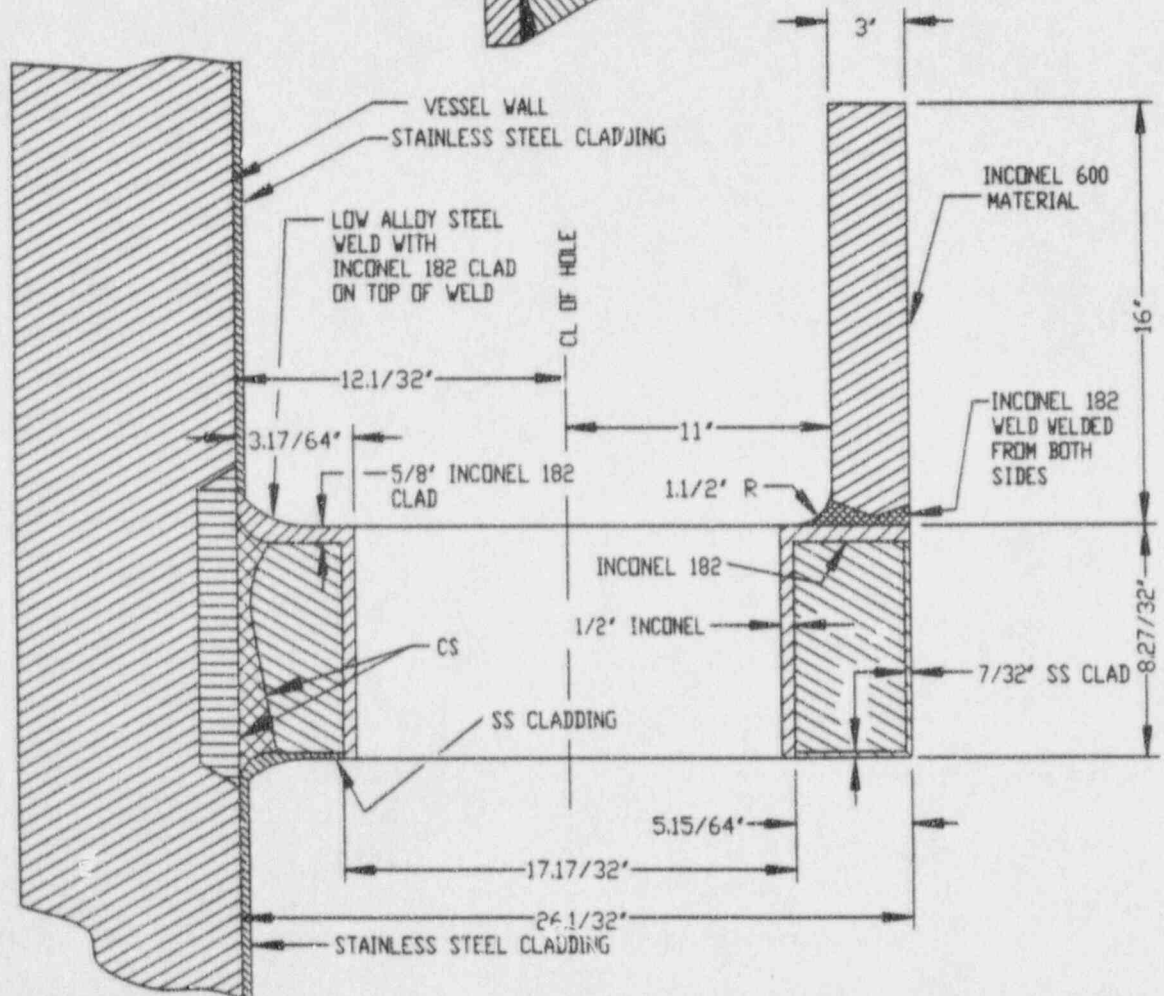 3"
VESSEL WALL
STAINLESS STEEL CLADDING
INCONEL 600
MATERIAL
LOW ALLOY STEEL
WELD WITH
INCONEL 182 CLAD
ON TOP OF WELD
CL OF HOLE
16"
12.1/32"
3.17/64"
11"
INCONEL 182
WELD WELDED
FROM BOTH
SIDES
5/8" INCONEL 182
CLAD
1.1/2" R
INCONEL 182
1/2" INCONEL
8.27/32"
CS
7/32" SS CLAD
SS CLADDING
5.15/64"
17.17/32"
26.1/32"
STAINLESS STEEL CLADDING